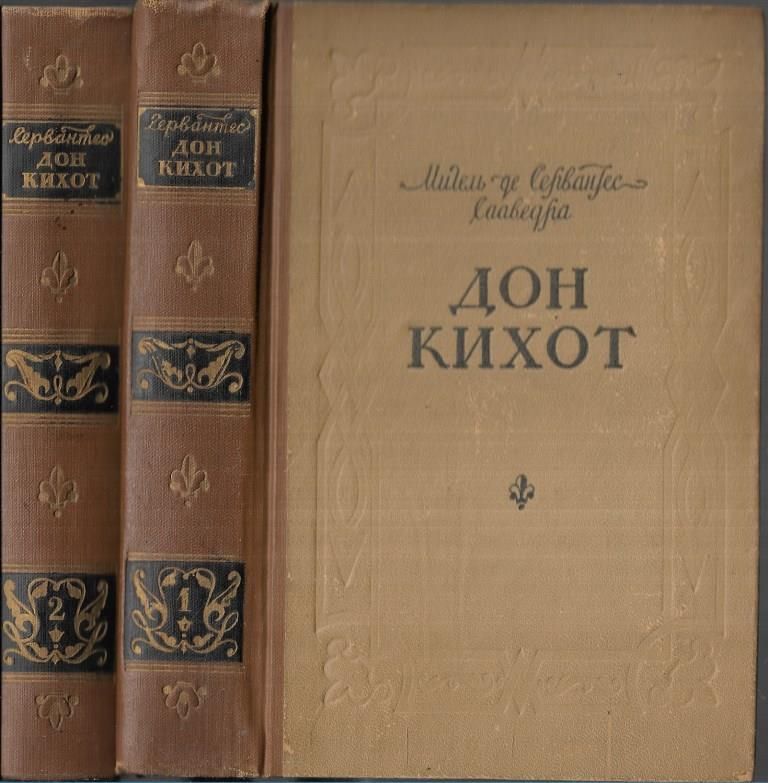 Сервантес
ДОН
КИХОТ
2
Сервантес
ДОН
КИХОТ
1
Мигель де Сервантес
Сааведра
ДОН
КИХОТ